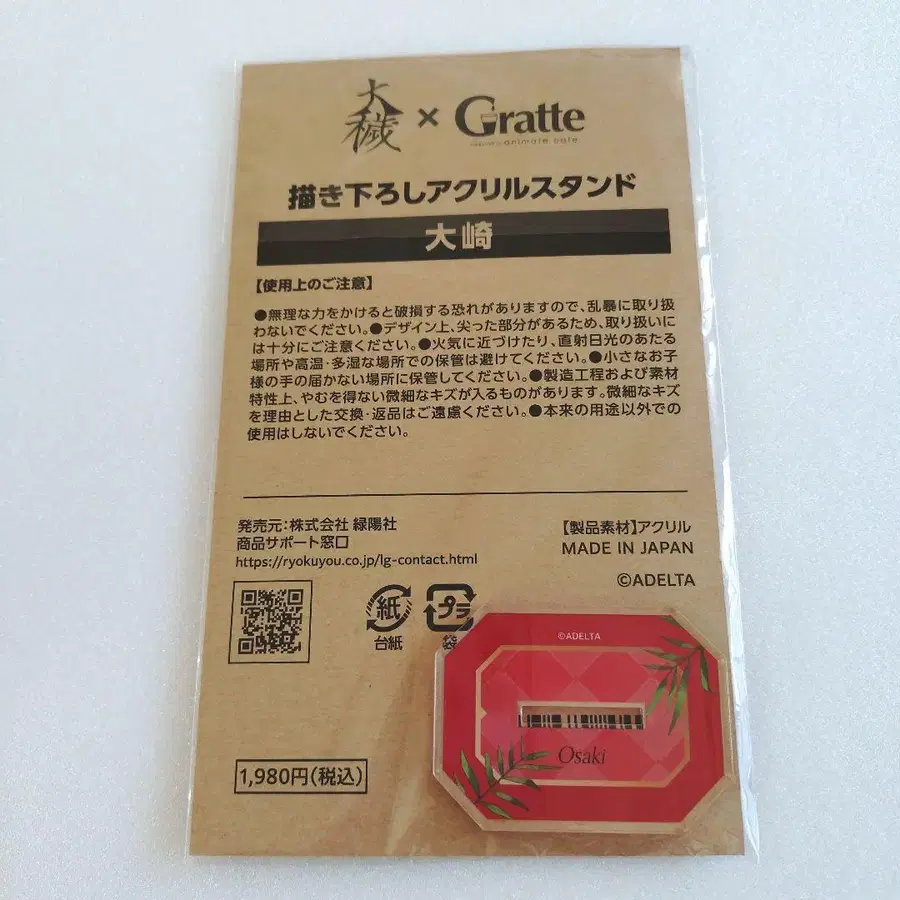 大穢 × Gratte
animate cafe
描き下ろしアクリルスタンド
大崎
【使用上のご注意】
●無理な力をかけると破損する恐れがありますので、乱暴に取り扱
わないでください。●デザイン上、尖った部分があるため、取り扱いに
は十分にご注意ください。●火気に近づけたり、直射日光のあたる
場所や高温・多湿な場所での保管は避けてください。●小さなお子
様の手の届かない場所に保管してください。●製造工程および素材
特性上、やむを得ない微細なキズが入るものがあります。微細なキズ
を理由とした交換・返品はご遠慮ください。●本来の用途以外での
使用はしないでください。
発売元：株式会社 緑陽社
商品サポート窓口
https://ryokuyou.co.jp/lg-contact.html
【製品素材】アクリル
MADE IN JAPAN
©ADELTA
紙
台紙
プラ
袋
©ADELTA
Osaki
1,980円(税込)